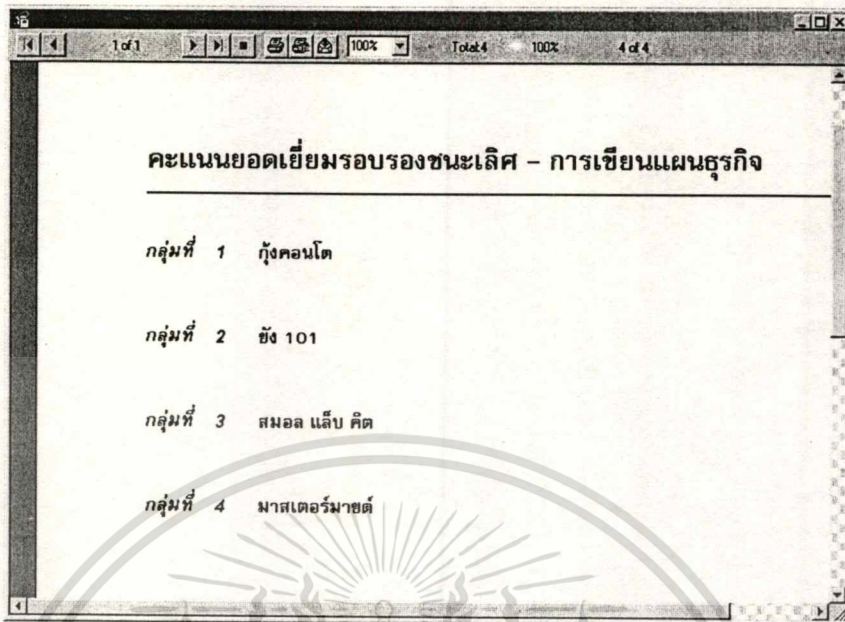 1 of 1 100% Total:4 100% 4 of 4
คะแนนยอดเยี่ยมรอบรองชนะเลิศ – การเขียนแผนธุรกิจ
กลุ่มที่ 1 กุ้งคอนโด
กลุ่มที่ 2 ยัง 101
กลุ่มที่ 3 สมอล แล็บ คิต
กลุ่มที่ 4 มาสเตอร์มายด์